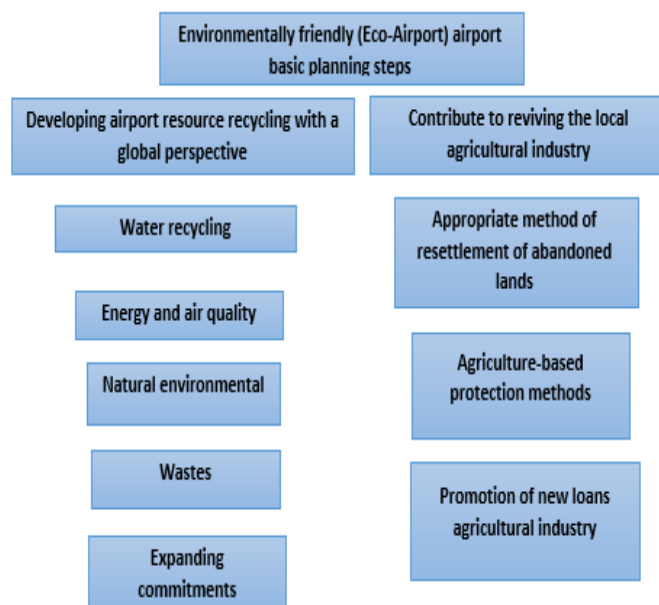 Environmentally friendly (Eco-Airport) airport
basic planning steps
Developing airport resource recycling with a
global perspective
Water recycling
Energy and air quality
Natural environmental
Wastes
Expanding
commitments
Contribute to reviving the local
agricultural industry
Appropriate method of
resettlement of abandoned
lands
Agriculture-based
protection methods
Promotion of new loans
agricultural industry